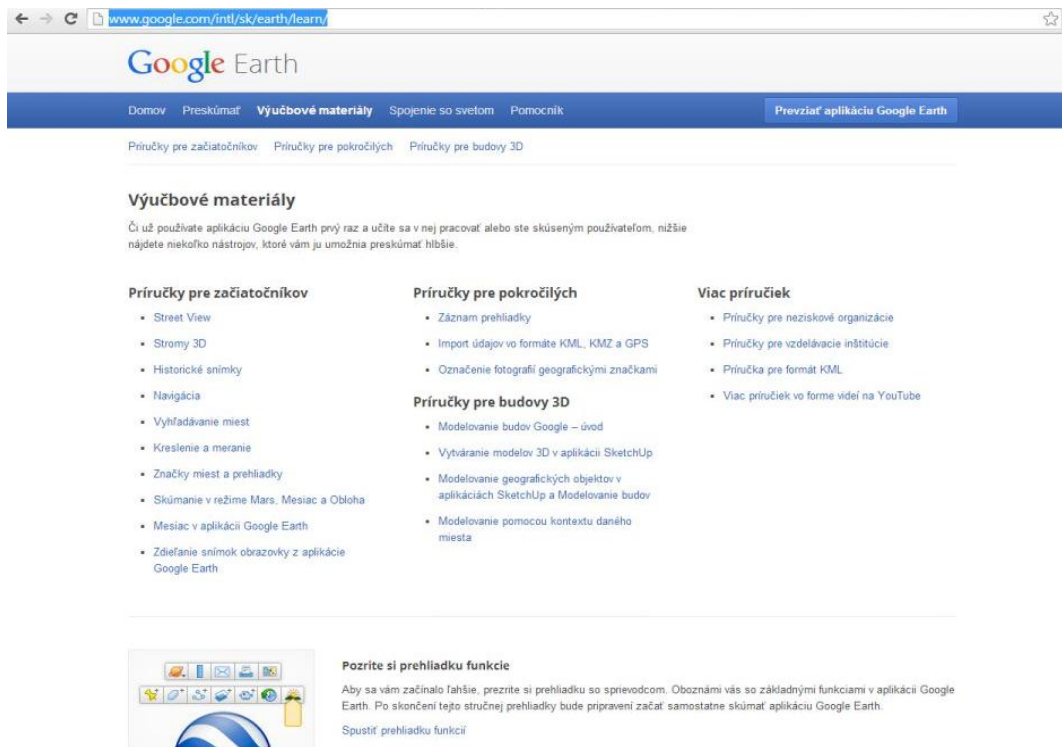 www.google.com/intl/sk/earth/learn/
Google Earth
Domov Preskúmať Výučbové materiály Spojenie so svetom Pomocník Prevziať aplikáciu Google Earth
Príručky pre začiatočníkov Príručky pre pokročilých Príručky pre budovy 3D
Výučbové materiály
Či už používate aplikáciu Google Earth prvý raz a učíte sa v nej pracovať alebo ste skúseným používateľom, nižšie
nájdete niekoľko nástrojov, ktoré vám ju umožnia preskúmať hlbšie.
Príručky pre začiatočníkov
Street View
Stromy 3D
Historické snímky
Navigácia
Vyhľadávanie miest
Kreslenie a meranie
Značky miest a prehliadky
Skúmanie v režime Mars, Mesiac a Obloha
Mesiac v aplikácii Google Earth
Zdieľanie snímok obrazovky z aplikácie
Google Earth
Príručky pre pokročilých
Záznam prehliadky
Import údajov vo formáte KML, KMZ a GPS
Označenie fotografií geografickými značkami
Príručky pre budovy 3D
Modelovanie budov Google – úvod
Vytváranie modelov 3D v aplikácii SketchUp
Modelovanie geografických objektov v
aplikáciách SketchUp a Modelovanie budov
Modelovanie pomocou kontextu daného
miesta
Viac príručiek
Príručky pre neziskové organizácie
Príručky pre vzdelávacie inštitúcie
Príručka pre formát KML
Viac príručiek vo forme videí na YouTube
Pozrite si prehliadku funkcie
Aby sa vám začínalo ľahšie, prezrite si prehliadku so sprievodcom. Oboznámi vás so základnými funkciami v aplikácii Google
Earth. Po skončení tejto stručnej prehliadky bude pripravení začať samostatne skúmať aplikáciu Google Earth.
Spustiť prehliadku funkcií